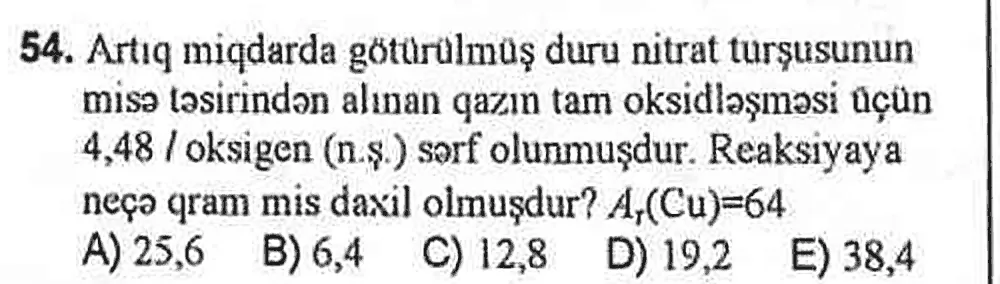 54. Artıq miqdarda götürülmüş duru nitrat turşusunun
misə təsirindən alınan qazın tam oksidləşməsi üçün
4,48 l oksigen (n.ş.) sərf olunmuşdur. Reaksiyaya
neçə qram mis daxil olmuşdur? Aᵣ(Cu)=64
A) 25,6 B) 6,4 C) 12,8 D) 19,2 E) 38,4